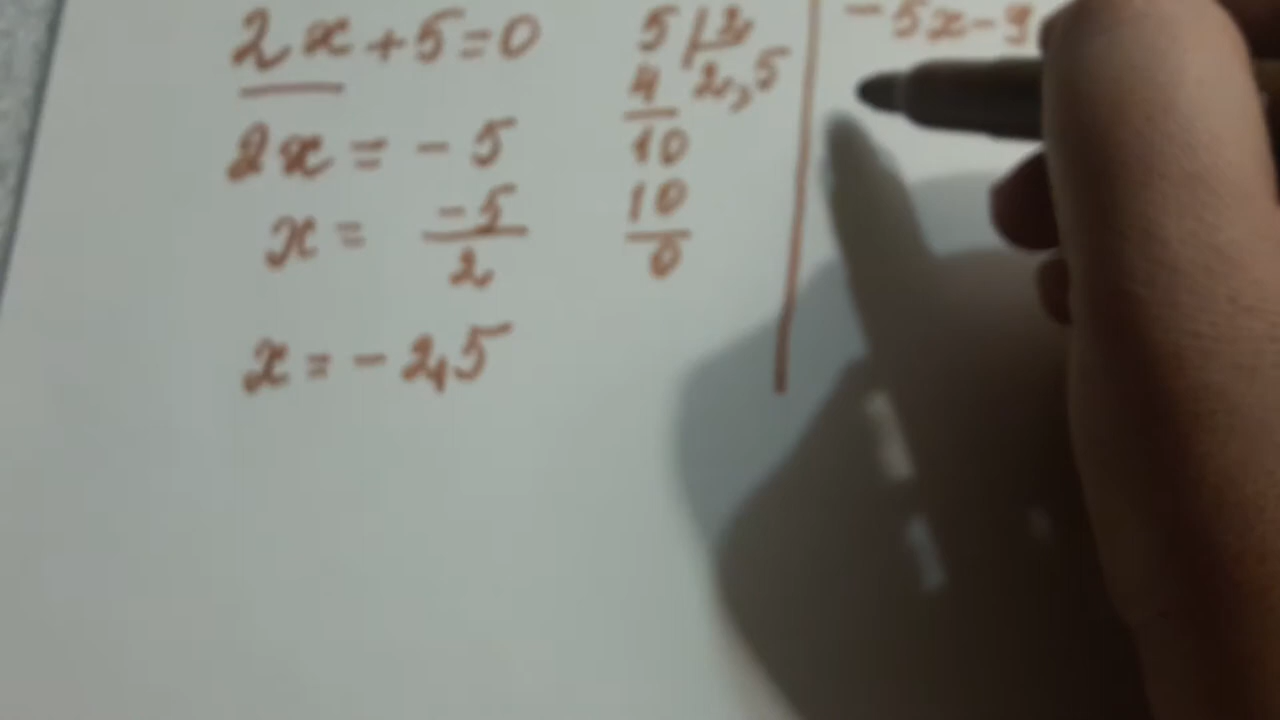 2x+5=0
2x = - 5
x = -5
2
x = - 2,5
5 2
4 2,5
10
10
0
-5x-9